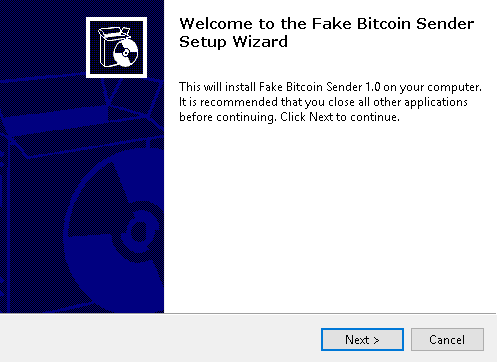 Welcome to the Fake Bitcoin Sender
Setup Wizard
This will install Fake Bitcoin Sender 1.0 on your computer.
It is recommended that you close all other applications
before continuing. Click Next to continue.
Next >
Cancel